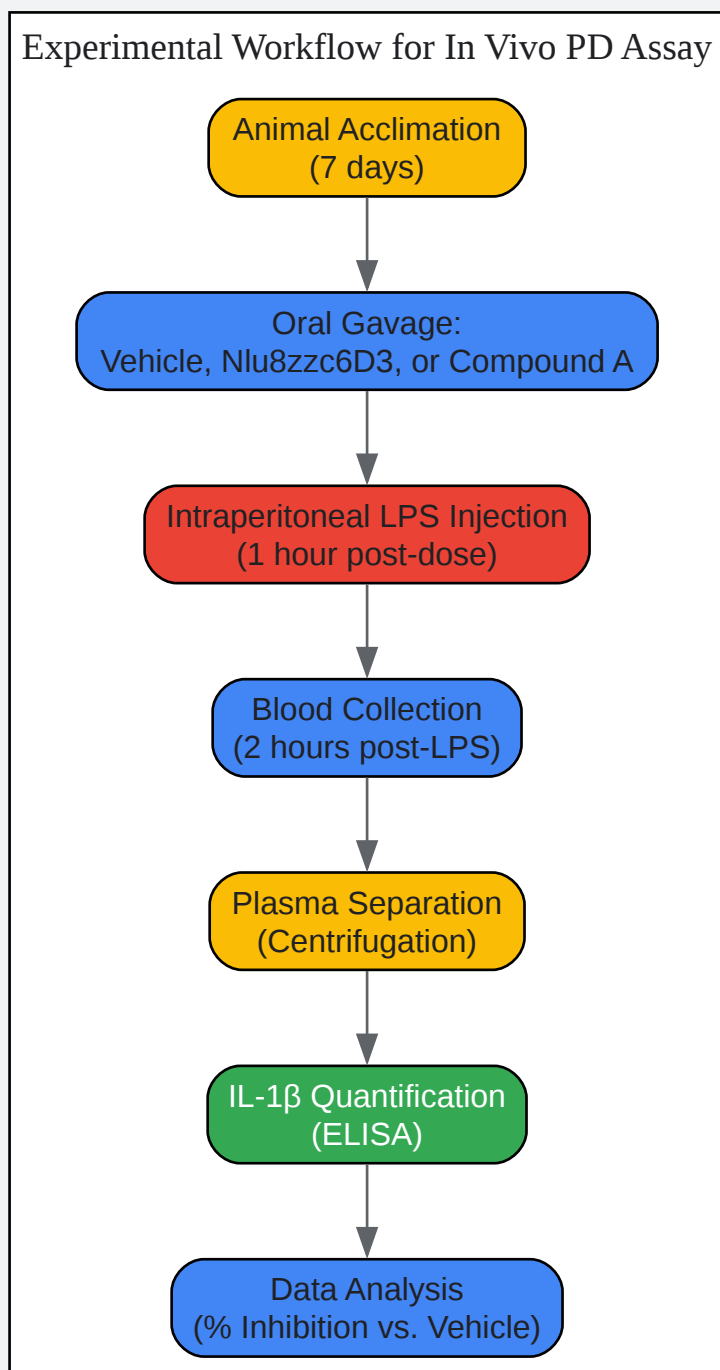 Experimental Workflow for In Vivo PD Assay
Animal Acclimation
(7 days)
Oral Gavage:
Vehicle, Nlu8zzc6D3, or Compound A
Intraperitoneal LPS Injection
(1 hour post-dose)
Blood Collection
(2 hours post-LPS)
Plasma Separation
(Centrifugation)
IL-1β Quantification
(ELISA)
Data Analysis
(% Inhibition vs. Vehicle)